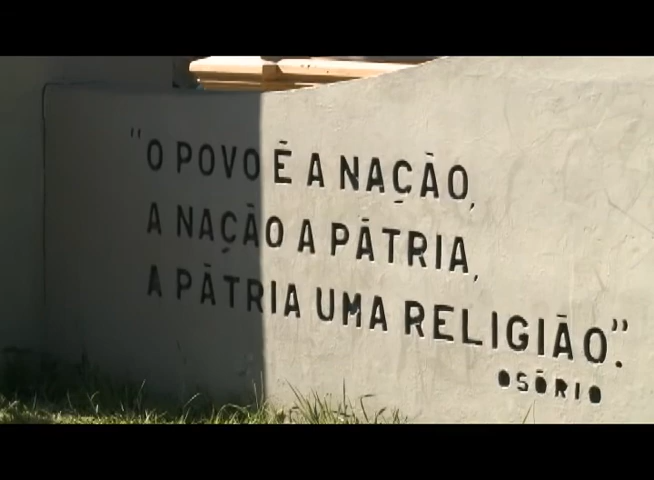 "O POVO É A NAÇÃO,
A NAÇÃO A PÁTRIA,
A PÁTRIA UMA RELIGIÃO".
OSÓRIO